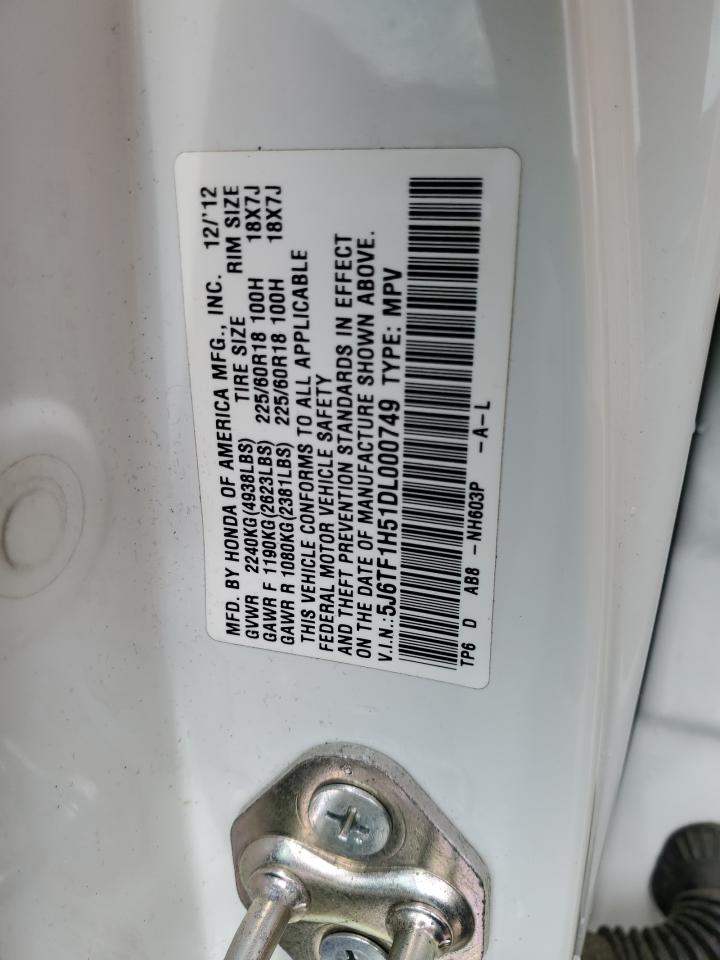 MFD. BY HONDA OF AMERICA MFG., INC. 12/'12
GVWR 2240KG(4938LBS) TIRE SIZE RIM SIZE
GAWR F 1190KG(2623LBS) 225/60R18 100H 18X7J
GAWR R 1080KG(2381LBS) 225/60R18 100H 18X7J
THIS VEHICLE CONFORMS TO ALL APPLICABLE
FEDERAL MOTOR VEHICLE SAFETY
AND THEFT PREVENTION STANDARDS IN EFFECT
ON THE DATE OF MANUFACTURE SHOWN ABOVE.
V.I.N.:5J6TF1H51DL000749 TYPE: MPV
TP6 D AB8 - NH603P - A - L